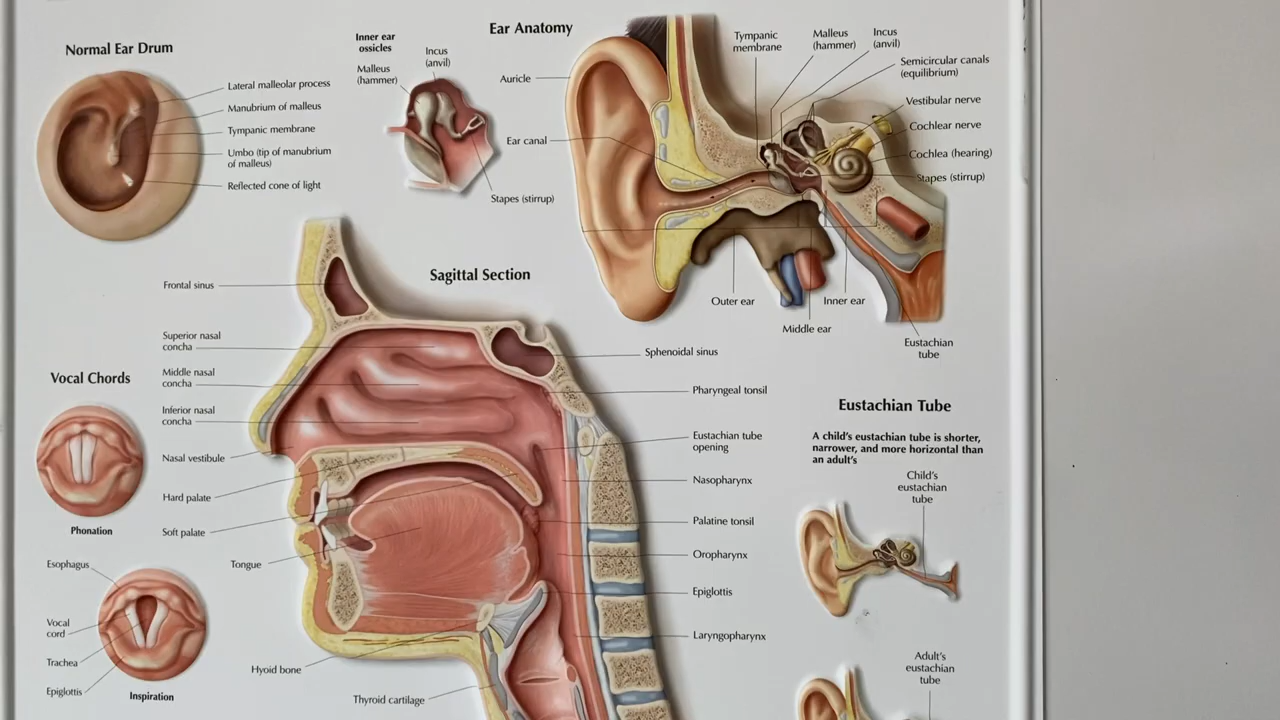 Normal Ear Drum
Lateral malleolar process
Manubrium of malleus
Tympanic membrane
Umbo (tip of manubrium
of malleus)
Reflected cone of light
Inner ear
ossicles
Malleus
(hammer)
Incus
(anvil)
Stapes (stirrup)
Ear Anatomy
Auricle
Ear canal
Tympanic
membrane
Malleus
(hammer)
Incus
(anvil)
Semicircular canals
(equilibrium)
Vestibular nerve
Cochlear nerve
Cochlea (hearing)
Stapes (stirrup)
Outer ear
Middle ear
Inner ear
Eustachian
tube
Sagittal Section
Frontal sinus
Superior nasal
concha
Middle nasal
concha
Inferior nasal
concha
Nasal vestibule
Hard palate
Soft palate
Tongue
Hyoid bone
Thyroid cartilage
Sphenoidal sinus
Pharyngeal tonsil
Eustachian tube
opening
Nasopharynx
Palatine tonsil
Oropharynx
Epiglottis
Laryngopharynx
Vocal Chords
Phonation
Esophagus
Vocal
cord
Trachea
Epiglottis
Inspiration
Eustachian Tube
A child's eustachian tube is shorter,
narrower, and more horizontal than
an adult's
Child's
eustachian
tube
Adult's
eustachian
tube